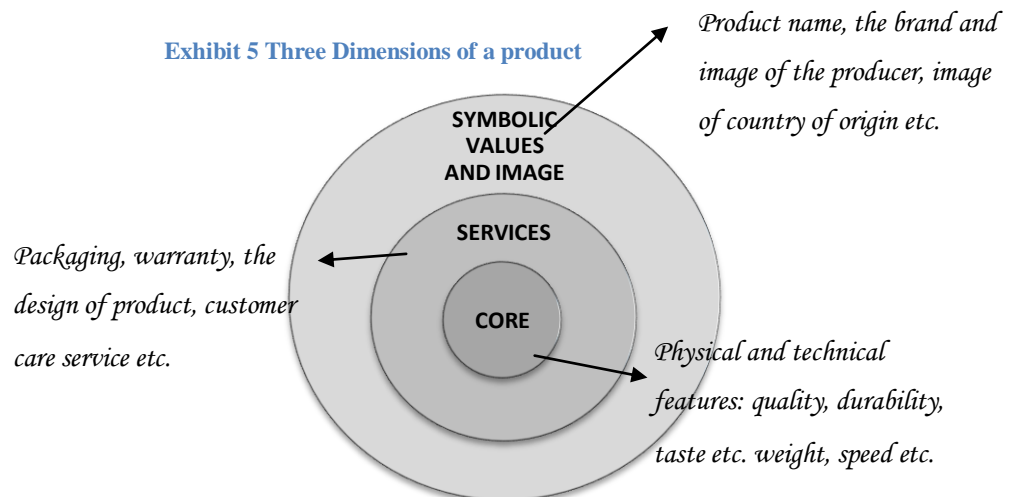 Exhibit 5 Three Dimensions of a product
Product name, the brand and
image of the producer, image
of country of origin etc.
SYMBOLIC
VALUES
AND IMAGE
SERVICES
CORE
Packaging, warranty, the
design of product, customer
care service etc.
Physical and technical
features: quality, durability,
taste etc. weight, speed etc.